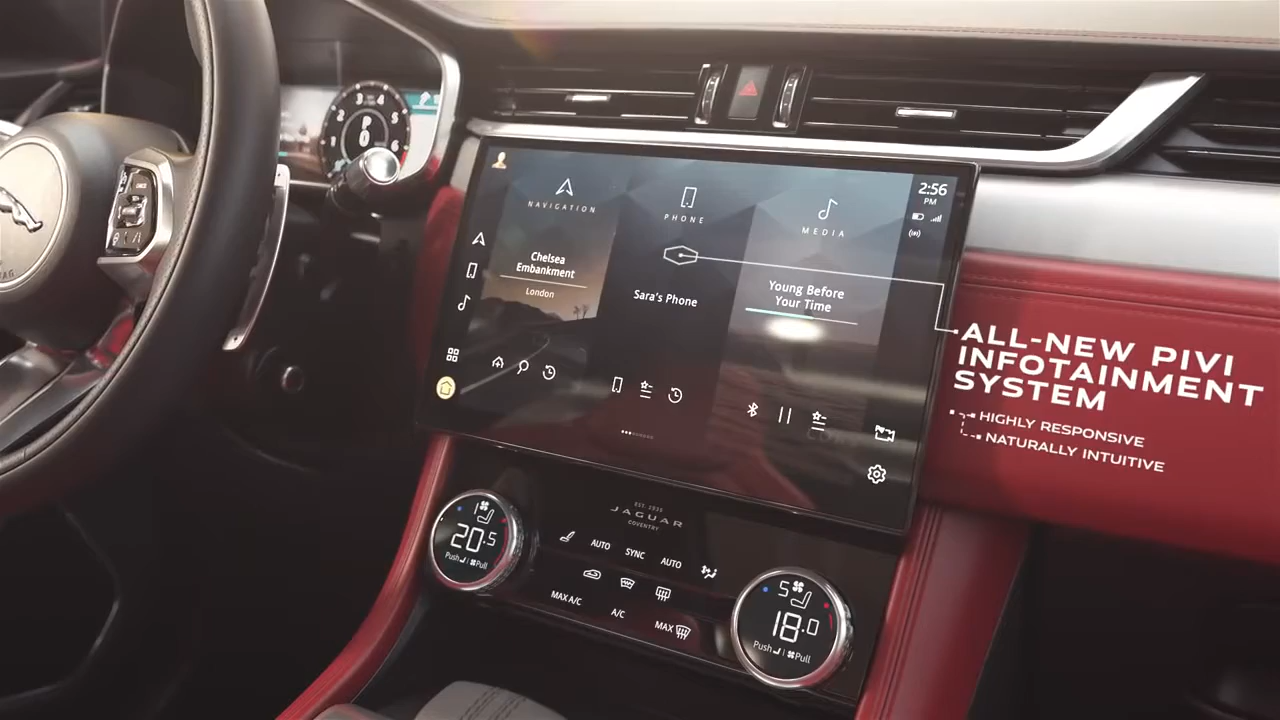 2:56
PM
NAVIGATION
PHONE
MEDIA
Chelsea
Embankment
London
Sara's Phone
Young Before
Your Time
ALL-NEW PIVI
INFOTAINMENT
SYSTEM
HIGHLY RESPONSIVE
NATURALLY INTUITIVE
EST. 1935
JAGUAR
COVENTRY
20.5
Push
Pull
AUTO
SYNC
AUTO
MAX A/C
A/C
MAX
5
18.0
Push
Pull